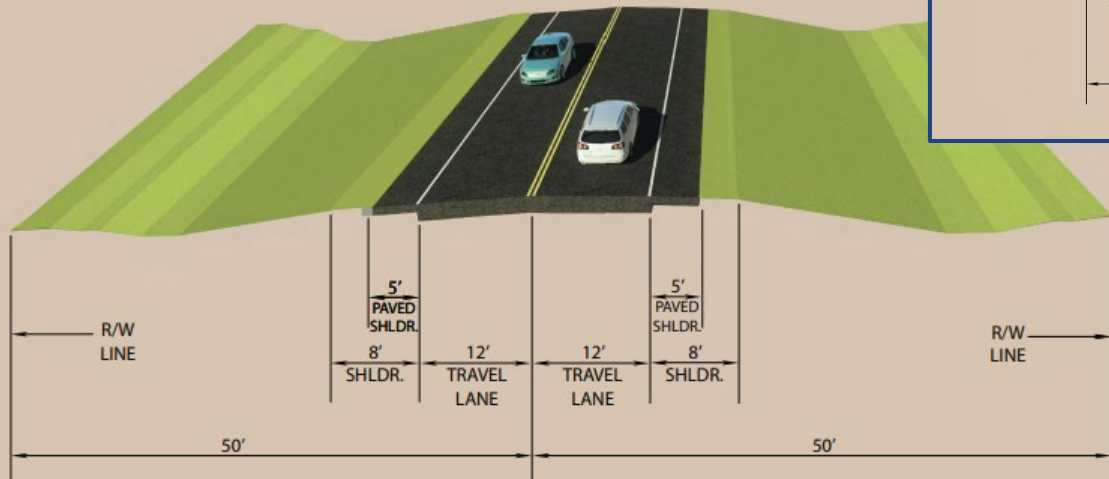 5'
PAVED
SHLDR.
5'
PAVED
SHLDR.
R/W
LINE
R/W
LINE
8'
SHLDR.
12'
TRAVEL
LANE
12'
TRAVEL
LANE
8'
SHLDR.
50'
50'